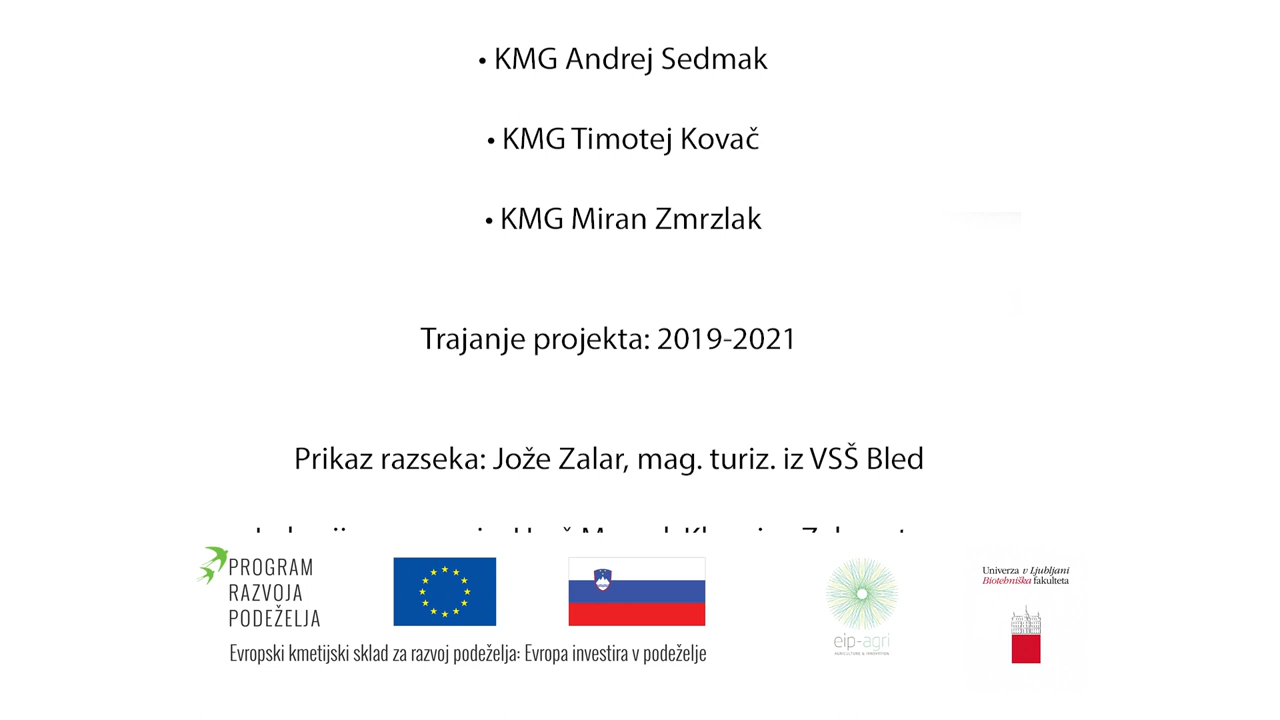 • KMG Andrej Sedmak
• KMG Timotej Kovač
• KMG Miran Zmrzlak
Trajanje projekta: 2019-2021
Prikaz razseka: Jože Zalar, mag. turiz. iz VSŠ Bled
PROGRAM
RAZVOJA
PODEŽELJA
Evropski kmetijski sklad za razvoj podeželja: Evropa investira v podeželje
eip-agri
AGRICULTURE & INNOVATION
Univerza v Ljubljani
Biotehniška fakulteta